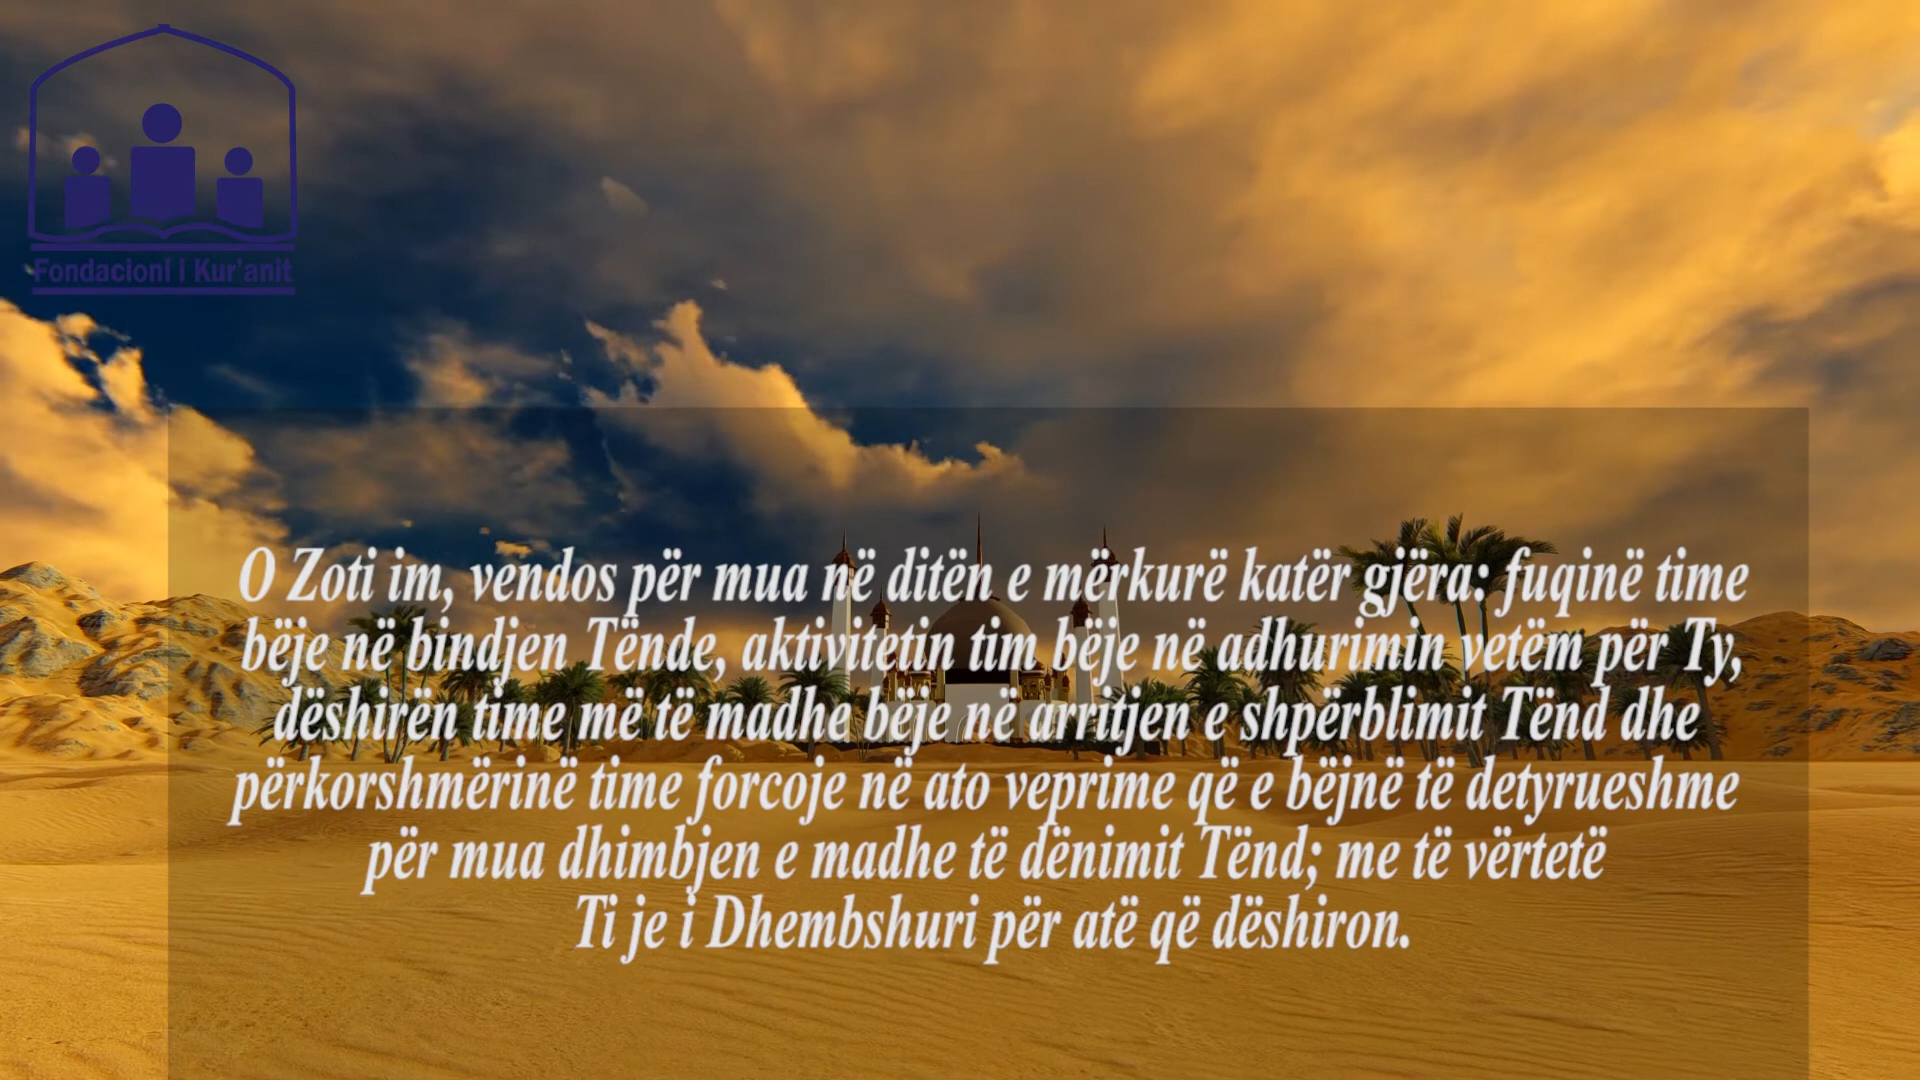 Fondacioni i Kur'anit
O Zoti im, vendos për mua në ditën e mërkurë katër gjëra: fuqinë time
bëje në bindjen Tënde, aktivitetin tim bëje në adhurimin vetëm për Ty,
dëshirën time më të madhe bëje në arritjen e shpërblimit Tënd dhe
përkorshmërinë time forcoje në ato veprime që e bëjnë të detyrueshme
për mua dhimbjen e madhe të dënimit Tënd; me të vërtetë
Ti je i Dhembshuri për atë që dëshiron.